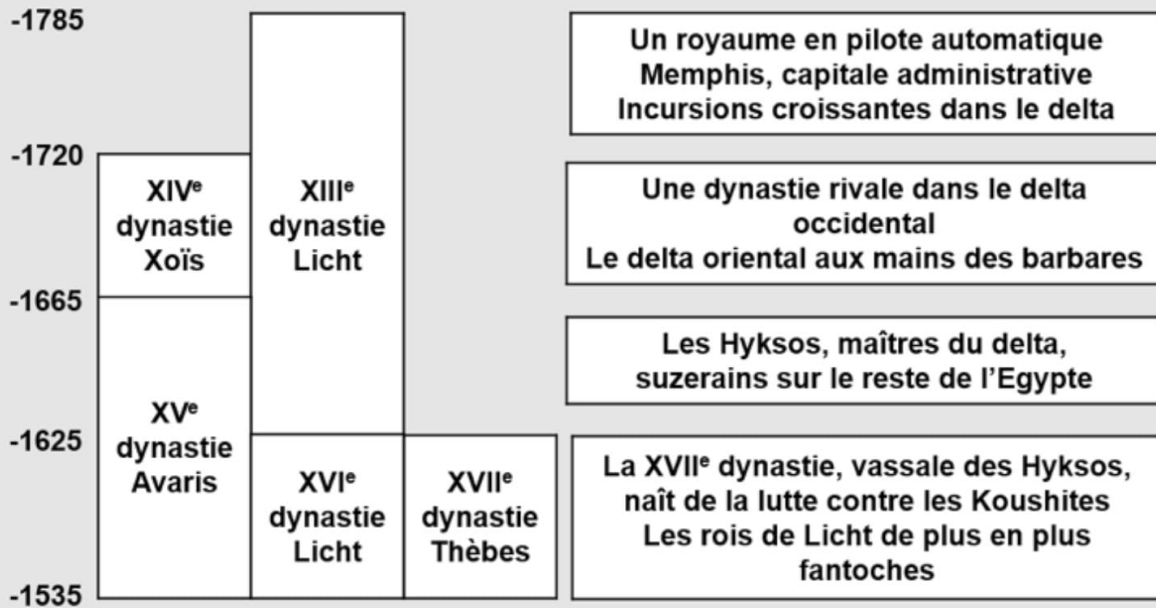 -1785
-1720
-1665
-1625
-1535
XIVᵉ
dynastie
Xoïs
XIIIᵉ
dynastie
Licht
XVᵉ
dynastie
Avaris
XVIᵉ
dynastie
Licht
XVIIᵉ
dynastie
Thèbes
Un royaume en pilote automatique
Memphis, capitale administrative
Incursions croissantes dans le delta
Une dynastie rivale dans le delta
occidental
Le delta oriental aux mains des barbares
Les Hyksos, maîtres du delta,
suzerains sur le reste de l’Egypte
La XVIIᵉ dynastie, vassale des Hyksos,
naît de la lutte contre les Koushites
Les rois de Licht de plus en plus
fantoches